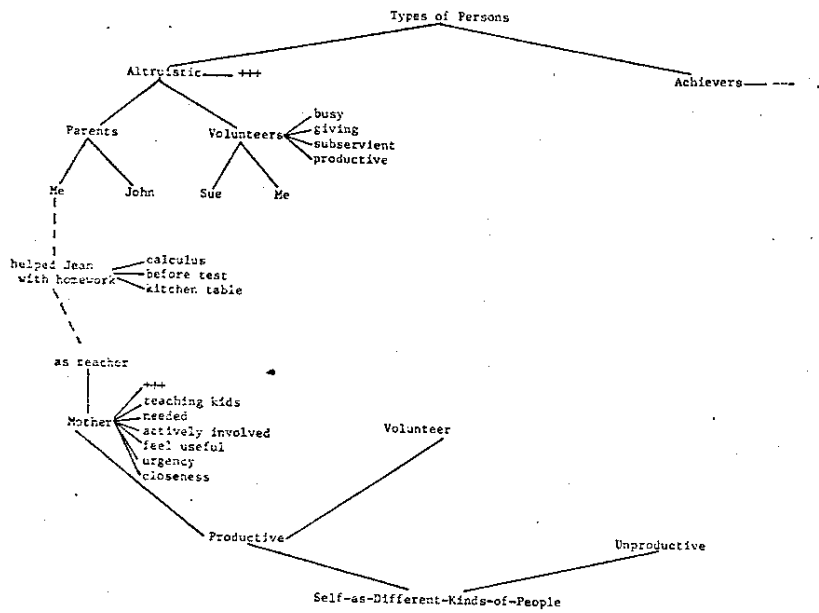 Types of Persons
Altruistic +++
Achievers ---
Parents
Volunteers
busy
giving
subservient
productive
Me
John
Sue
Me
helped Jean
with homework
calculus
before test
kitchen table
as teacher
+++
teaching kids
needed
Mother
actively involved
feel useful
urgency
closeness
Volunteer
Productive
Unproductive
Self-as-Different-Kinds-of-People